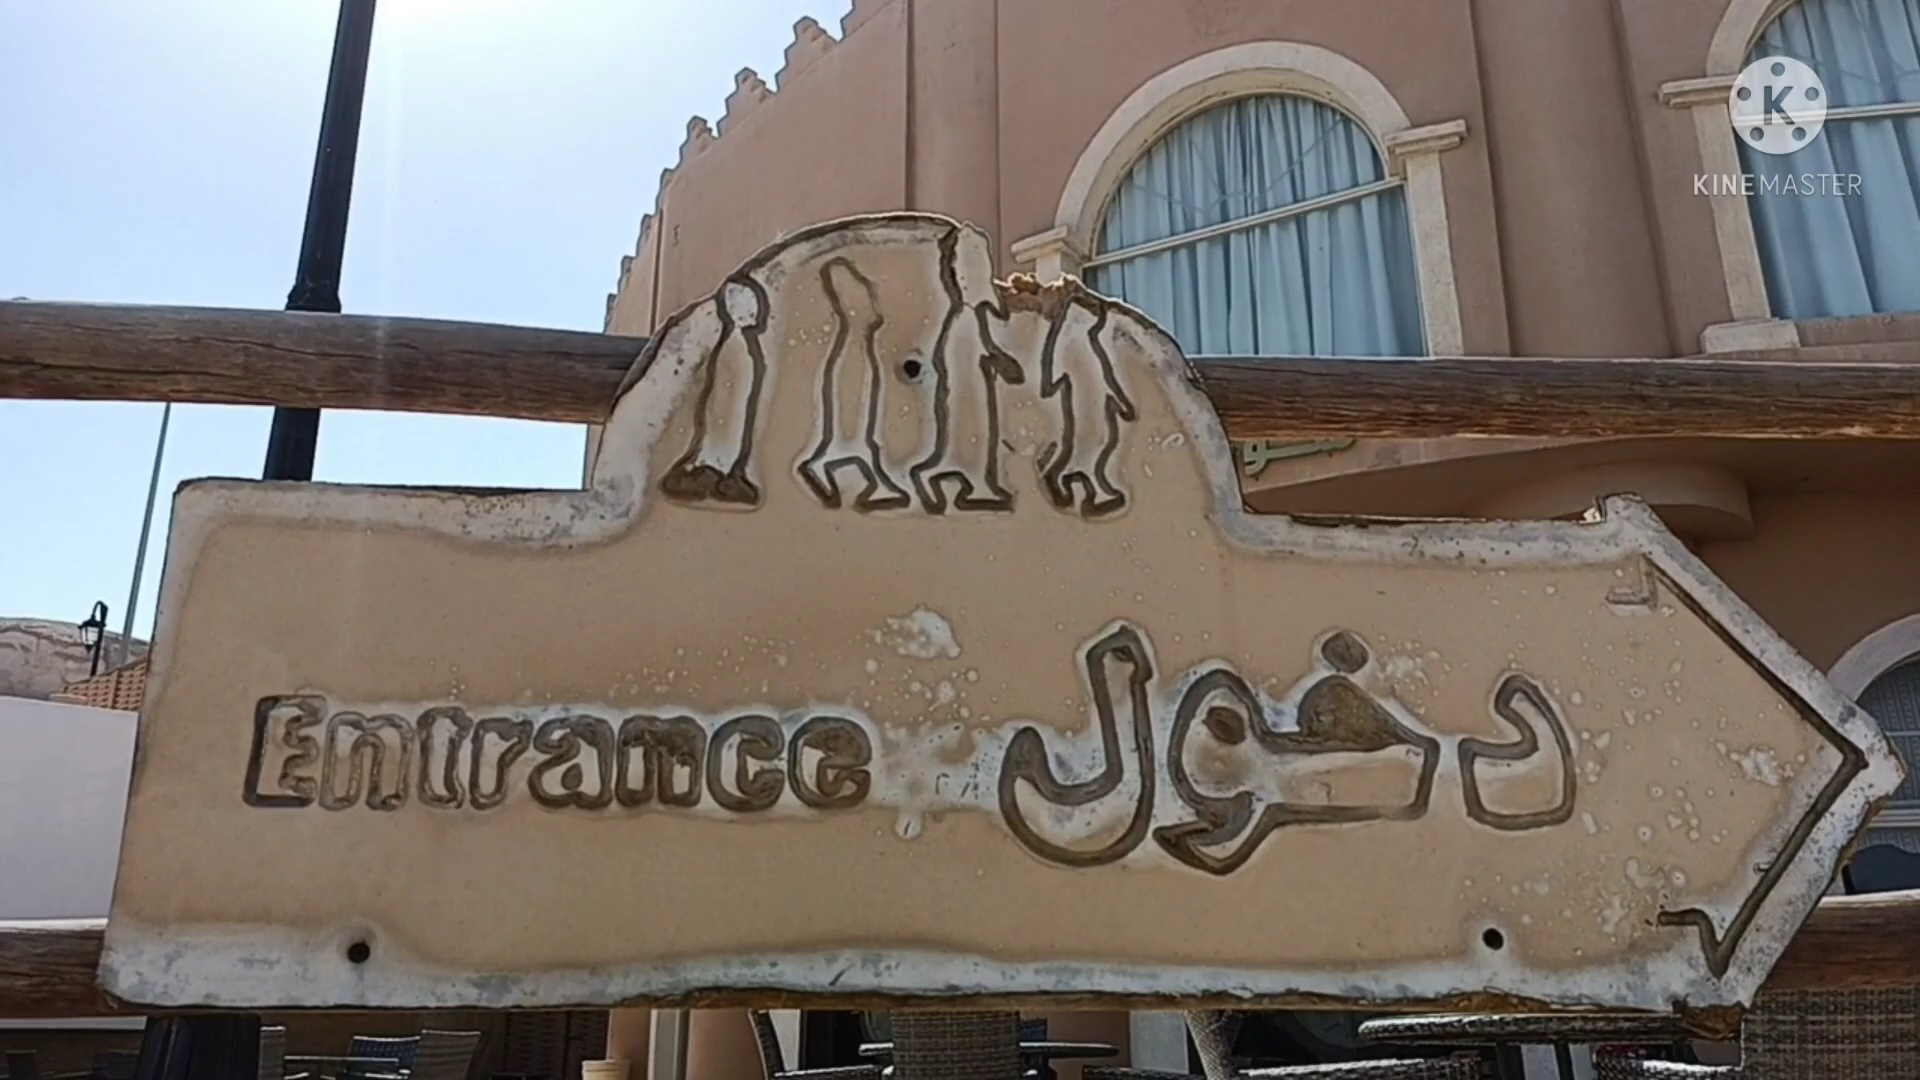 K
KINEMASTER
Entrance دخول